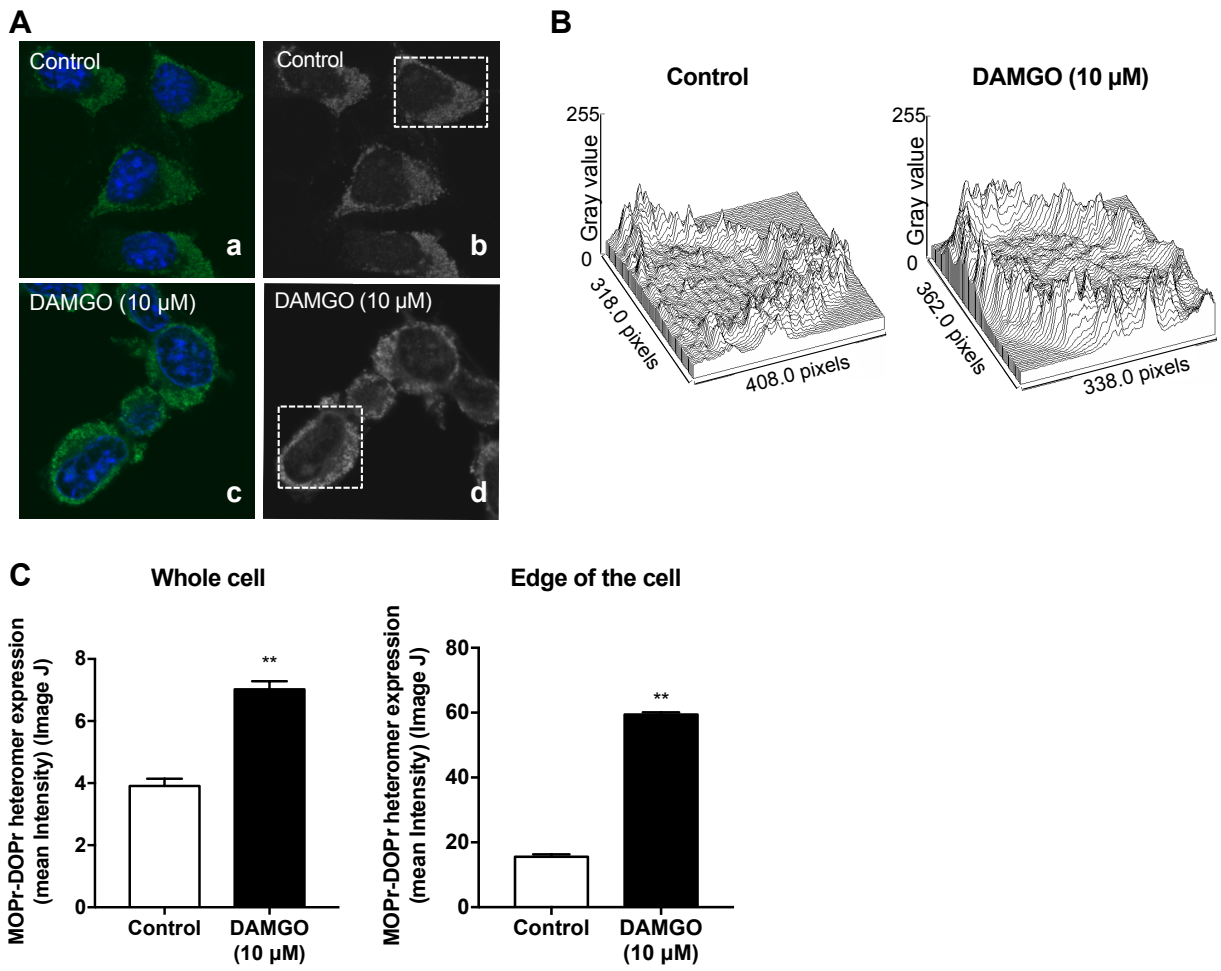 A
Control
a
Control
b
DAMGO (10 µM)
c
DAMGO (10 µM)
d
B
Control
255
Gray value
0
318.0 pixels
408.0 pixels
DAMGO (10 µM)
255
Gray value
0
362.0 pixels
338.0 pixels
C
Whole cell
MOPr-DOPr heteromer expression
(mean Intensity) (Image J)
8
6
4
2
0
**
Control
DAMGO
(10 µM)
Edge of the cell
MOPr-DOPr heteromer expression
(mean Intensity) (Image J)
80
60
40
20
0
**
Control
DAMGO
(10 µM)